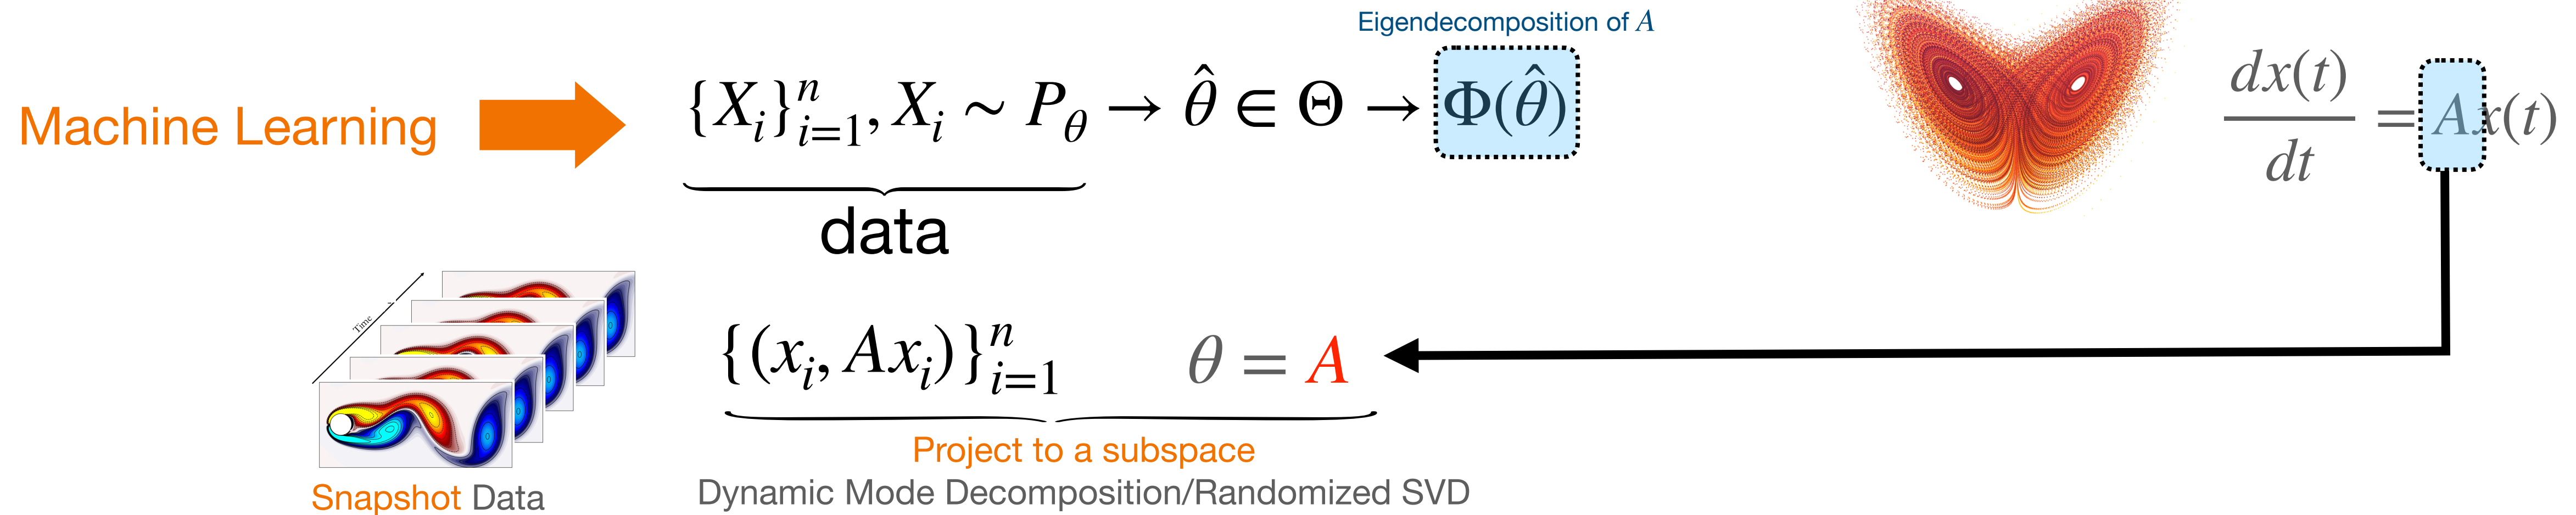 Eigendecomposition of A
Machine Learning
{X_i}_{i=1}^n, X_i ∼ P_θ → θ̂ ∈ Θ → Φ(θ̂)
dx(t)/dt = Ax(t)
data
Time
{(x_i, Ax_i)}_{i=1}^n θ = A
Project to a subspace
Snapshot Data
Dynamic Mode Decomposition/Randomized SVD